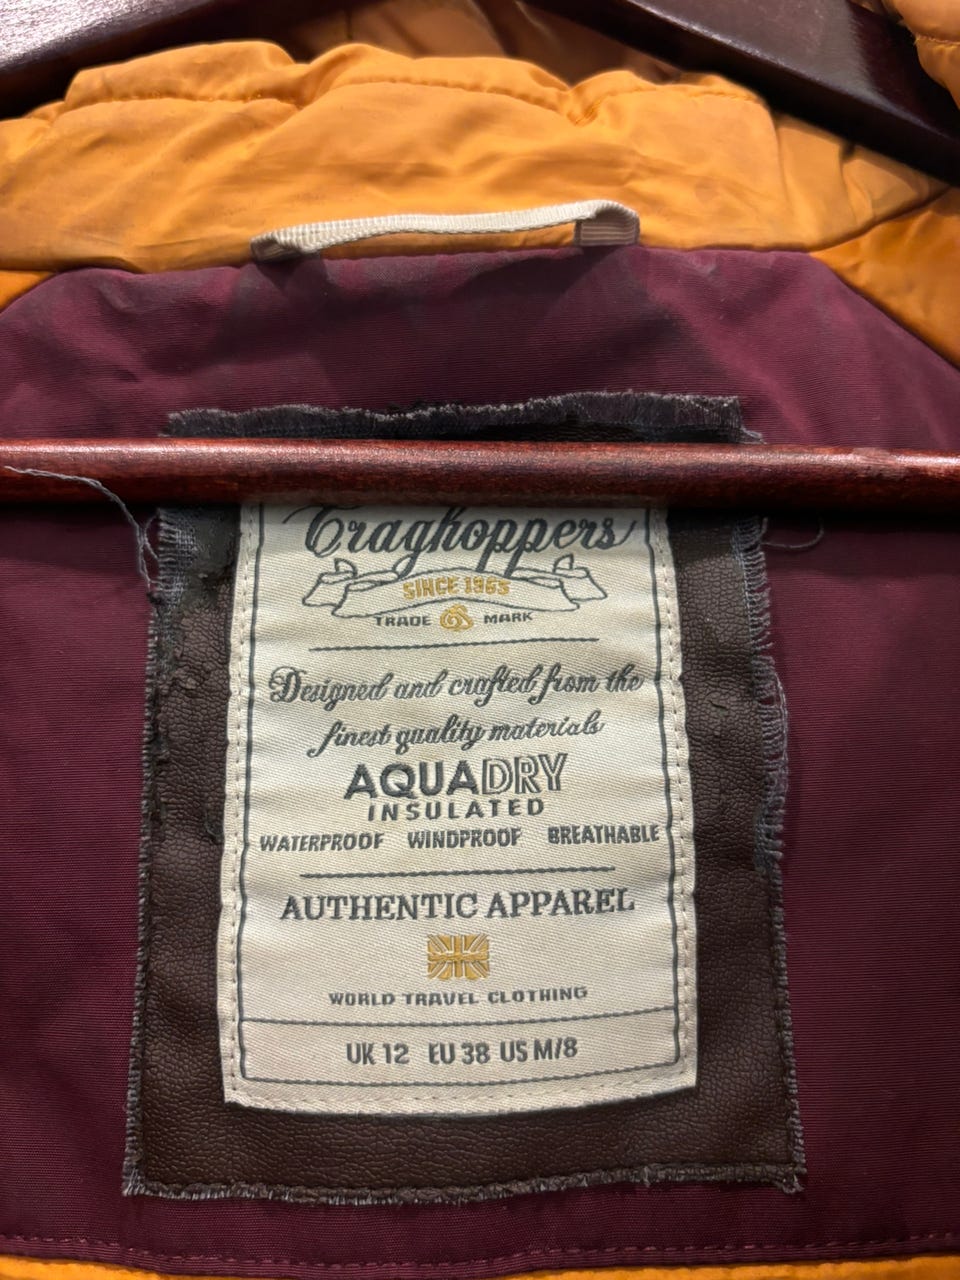 Craghoppers
SINCE 1965
TRADE MARK
Designed and crafted from the
finest quality materials
AQUADRY
INSULATED
WATERPROOF WINDPROOF BREATHABLE
AUTHENTIC APPAREL
WORLD TRAVEL CLOTHING
UK 12 EU 38 US M/8